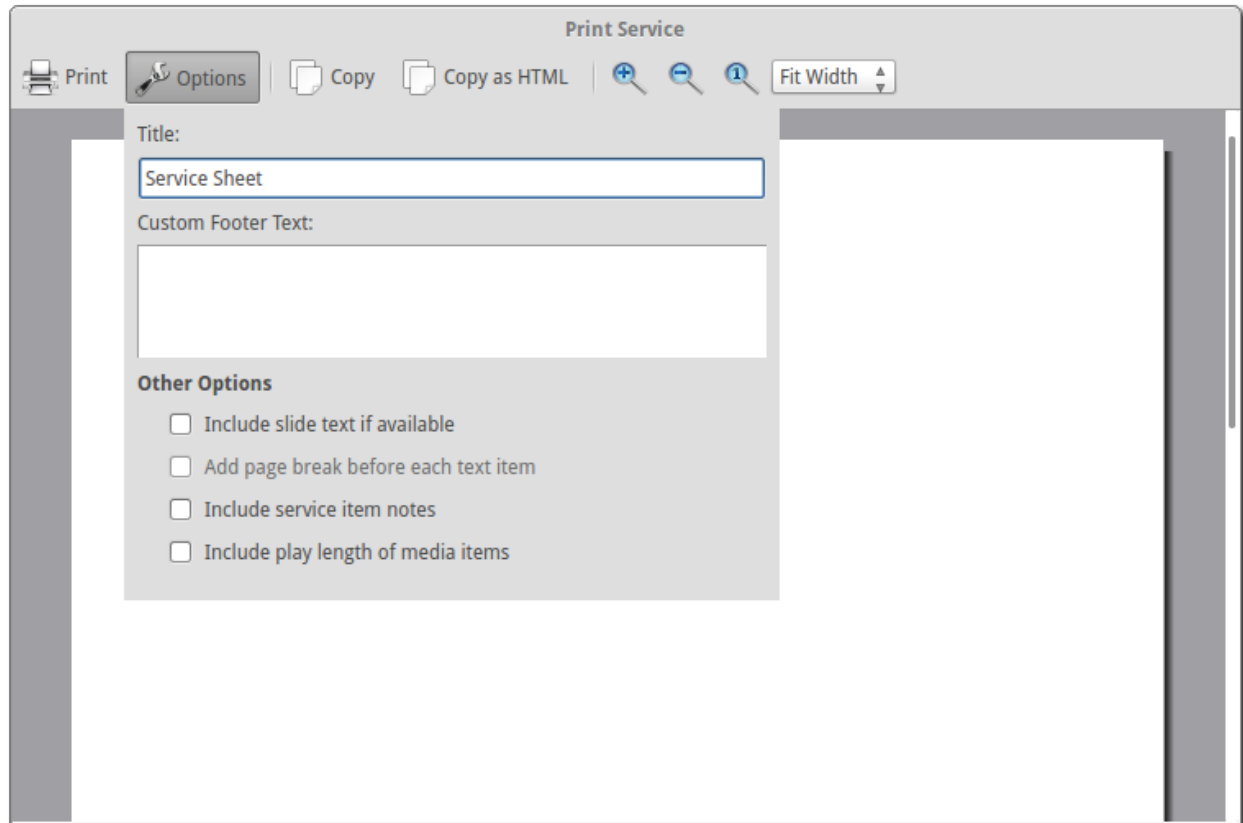 Print Service
Print Options Copy Copy as HTML 1 Fit Width
Title:
Service Sheet
Custom Footer Text:
Other Options
Include slide text if available
Add page break before each text item
Include service item notes
Include play length of media items